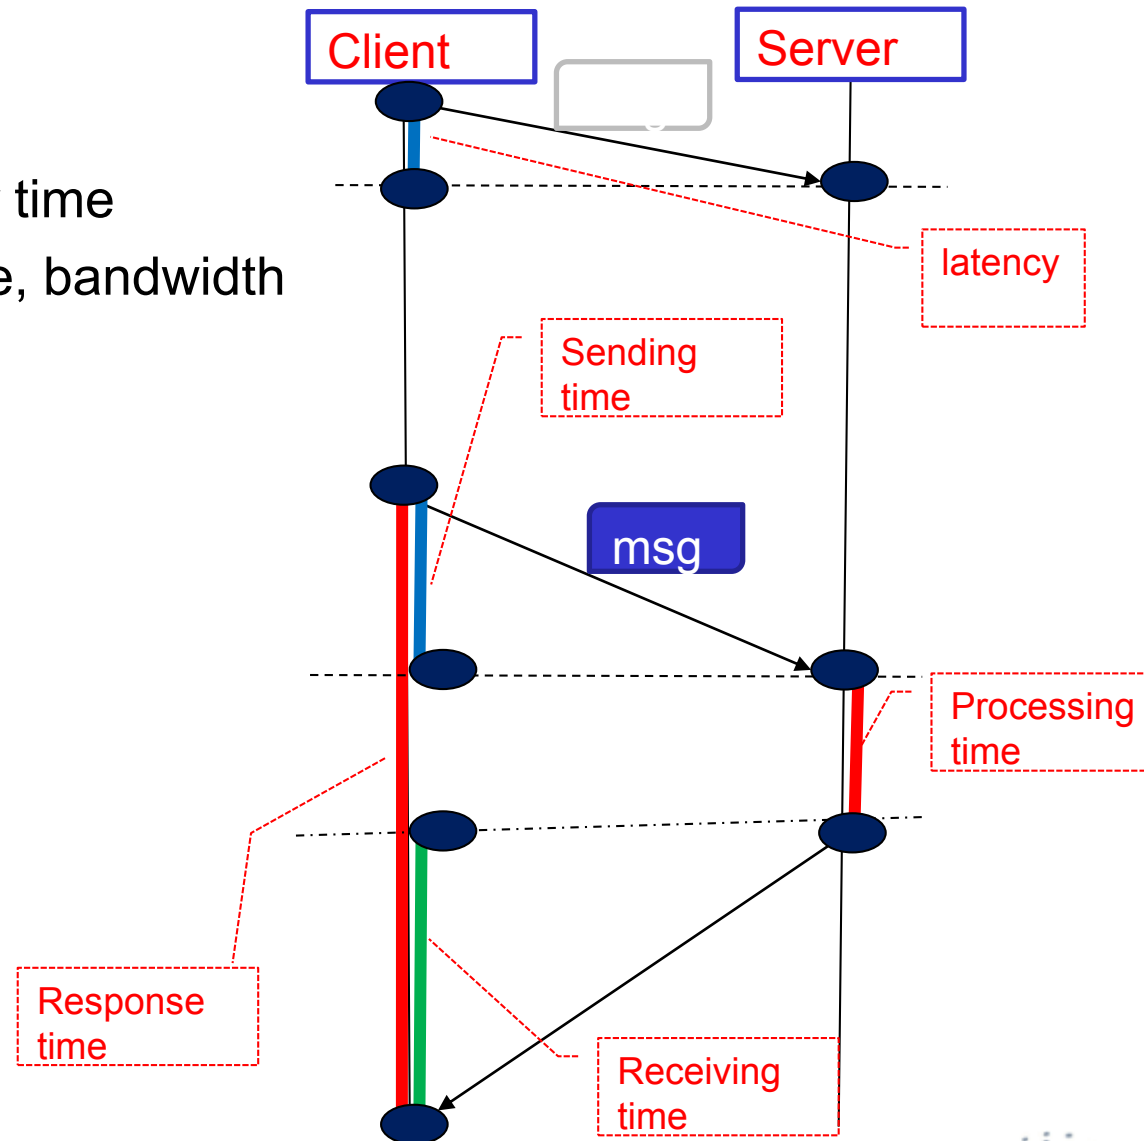 Client
Server
time
e, bandwidth
latency
Sending
time
msg
Processing
time
Response
time
Receiving
time